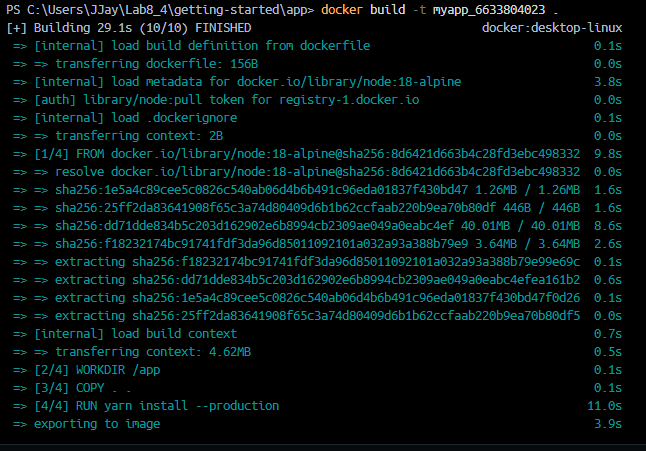 PS C:\Users\JJay\Lab8_4\getting-started\app> docker build -t myapp_6633804023 .
[+] Building 29.1s (10/10) FINISHED docker:desktop-linux
=> [internal] load build definition from dockerfile 0.1s
=> => transferring dockerfile: 156B 0.0s
=> [internal] load metadata for docker.io/library/node:18-alpine 3.8s
=> [auth] library/node:pull token for registry-1.docker.io 0.0s
=> [internal] load .dockerignore 0.1s
=> => transferring context: 2B 0.0s
=> [1/4] FROM docker.io/library/node:18-alpine@sha256:8d6421d663b4c28fd3ebc498332 9.8s
=> => resolve docker.io/library/node:18-alpine@sha256:8d6421d663b4c28fd3ebc498332 0.0s
=> => sha256:1e5a4c89cee5c0826c540ab06d4b6b491c96eda01837f430bd47 1.26MB / 1.26MB 1.6s
=> => sha256:25ff2da83641908f65c3a74d80409d6b1b62ccfaab220b9ea70b80df 446B / 446B 1.6s
=> => sha256:dd71dde834b5c203d162902e6b8994cb2309ae049a0eabc4ef 40.01MB / 40.01MB 8.6s
=> => sha256:f18232174bc91741fdf3da96d85011092101a032a93a388b79e9 3.64MB / 3.64MB 2.6s
=> => extracting sha256:f18232174bc91741fdf3da96d85011092101a032a93a388b79e99e69c 0.1s
=> => extracting sha256:dd71dde834b5c203d162902e6b8994cb2309ae049a0eabc4efea161b2 0.6s
=> => extracting sha256:1e5a4c89cee5c0826c540ab06d4b6b491c96eda01837f430bd47f0d26 0.1s
=> => extracting sha256:25ff2da83641908f65c3a74d80409d6b1b62ccfaab220b9ea70b80df5 0.0s
=> [internal] load build context 0.7s
=> => transferring context: 4.62MB 0.5s
=> [2/4] WORKDIR /app 0.1s
=> [3/4] COPY . . 0.1s
=> [4/4] RUN yarn install --production 11.0s
=> exporting to image 3.9s